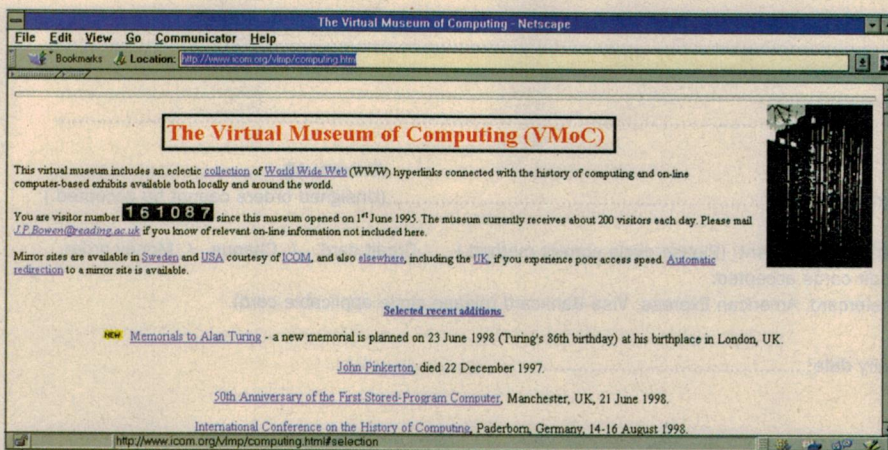 The Virtual Museum of Computing - Netscape
File Edit View Go Communicator Help
Bookmarks Location: http://www.icom.org/vlmp/computing.htm
The Virtual Museum of Computing (VMoC)
This virtual museum includes an eclectic collection of World Wide Web (WWW) hyperlinks connected with the history of computing and on-line
computer-based exhibits available both locally and around the world.
You are visitor number 161087 since this museum opened on 1st June 1995. The museum currently receives about 200 visitors each day. Please mail
J.P.Bowen@reading.ac.uk if you know of relevant on-line information not included here.
Mirror sites are available in Sweden and USA courtesy of ICOM, and also elsewhere, including the UK, if you experience poor access speed. Automatic
redirection to a mirror site is available.
Selected recent additions
NEW Memorials to Alan Turing - a new memorial is planned on 23 June 1998 (Turing's 86th birthday) at his birthplace in London, UK.
John Pinkerton, died 22 December 1997.
50th Anniversary of the First Stored-Program Computer, Manchester, UK, 21 June 1998.
International Conference on the History of Computing, Paderborn, Germany, 14-16 August 1998.
http://www.icom.org/vlmp/computing.html#selection